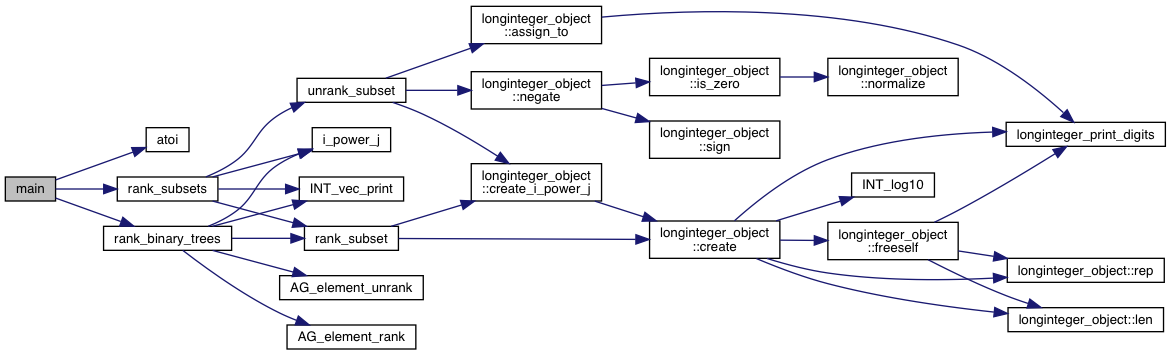 main
atoi
rank_subsets
rank_binary_trees
unrank_subset
i_power_j
INT_vec_print
rank_subset
AG_element_unrank
AG_element_rank
longinteger_object
::assign_to
longinteger_object
::negate
longinteger_object
::create_i_power_j
longinteger_object
::is_zero
longinteger_object
::sign
longinteger_object
::create
longinteger_object
::normalize
INT_log10
longinteger_object
::freeself
longinteger_print_digits
longinteger_object::rep
longinteger_object::len